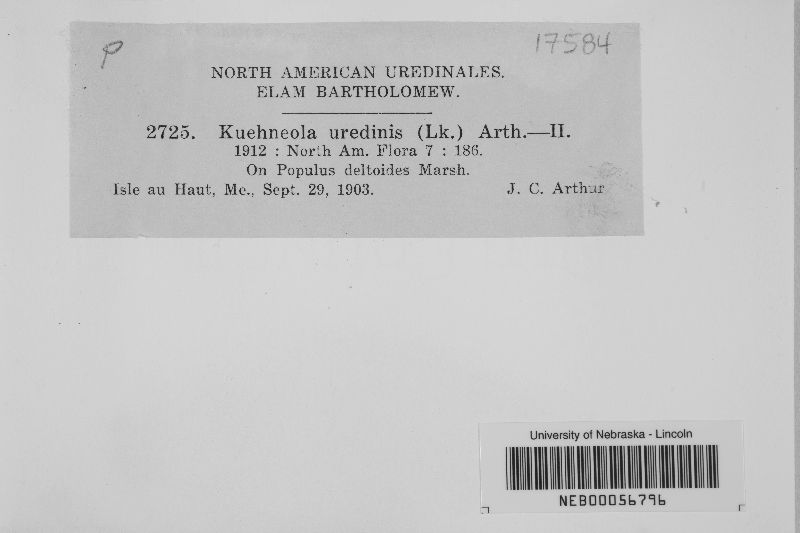 P
17584
NORTH AMERICAN UREDINALES.
ELAM BARTHOLOMEW.
2725. Kuehneola uredinis (Lk.) Arth.—II.
1912 : North Am. Flora 7 : 186.
On Populus deltoides Marsh.
Isle au Haut, Me., Sept. 29, 1903. J. C. Arthur
University of Nebraska - Lincoln
NEB00056796